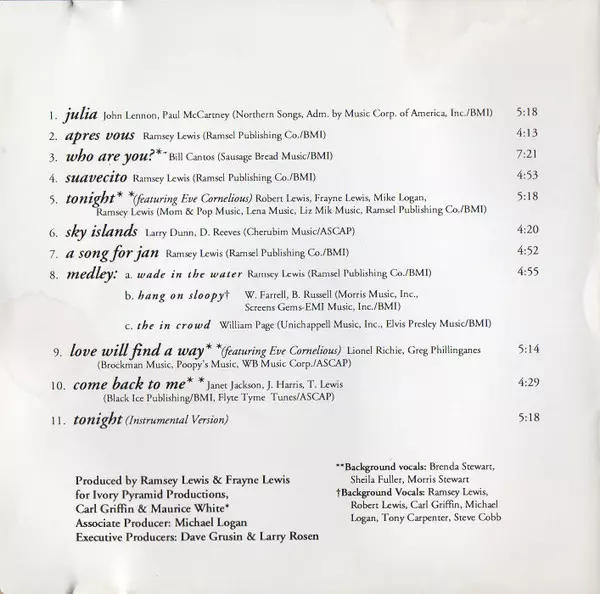 1. julia John Lennon, Paul McCartney (Northern Songs, Adm. by Music Corp. of America, Inc./BMI) 5:18
2. apres vous Ramsey Lewis (Ramsel Publishing Co./BMI) 4:13
3. who are you?*~ Bill Cantos (Sausage Bread Music/BMI) 7:21
4. suavecito Ramsey Lewis (Ramsel Publishing Co./BMI) 4:53
5. tonight* *(featuring Eve Cornelious) Robert Lewis, Frayne Lewis, Mike Logan, 5:18
Ramsey Lewis (Mom & Pop Music, Lena Music, Liz Mik Music, Ramsel Publishing Co./BMI)
6. sky islands Larry Dunn, D. Reeves (Cherubim Music/ASCAP) 4:20
7. a song for jan Ramsey Lewis (Ramsel Publishing Co./BMI) 4:52
8. medley: a. wade in the water Ramsey Lewis (Ramsel Publishing Co./BMI) 4:55
b. hang on sloopy† W. Farrell, B. Russell (Morris Music, Inc.,
Screens Gems-EMI Music, Inc./BMI)
c. the in crowd William Page (Unichappell Music, Inc., Elvis Presley Music/BMI)
9. love will find a way* *(featuring Eve Cornelious) Lionel Richie, Greg Phillinganes 5:14
(Brockman Music, Poopy's Music, WB Music Corp./ASCAP)
10. come back to me* * Janet Jackson, J. Harris, T. Lewis 4:29
(Black Ice Publishing/BMI, Flyte Tyme Tunes/ASCAP)
11. tonight (Instrumental Version) 5:18
Produced by Ramsey Lewis & Frayne Lewis
for Ivory Pyramid Productions,
Carl Griffin & Maurice White*
Associate Producer: Michael Logan
Executive Producers: Dave Grusin & Larry Rosen
**Background vocals: Brenda Stewart,
Sheila Fuller, Morris Stewart
†Background Vocals: Ramsey Lewis,
Robert Lewis, Carl Griffin, Michael
Logan, Tony Carpenter, Steve Cobb